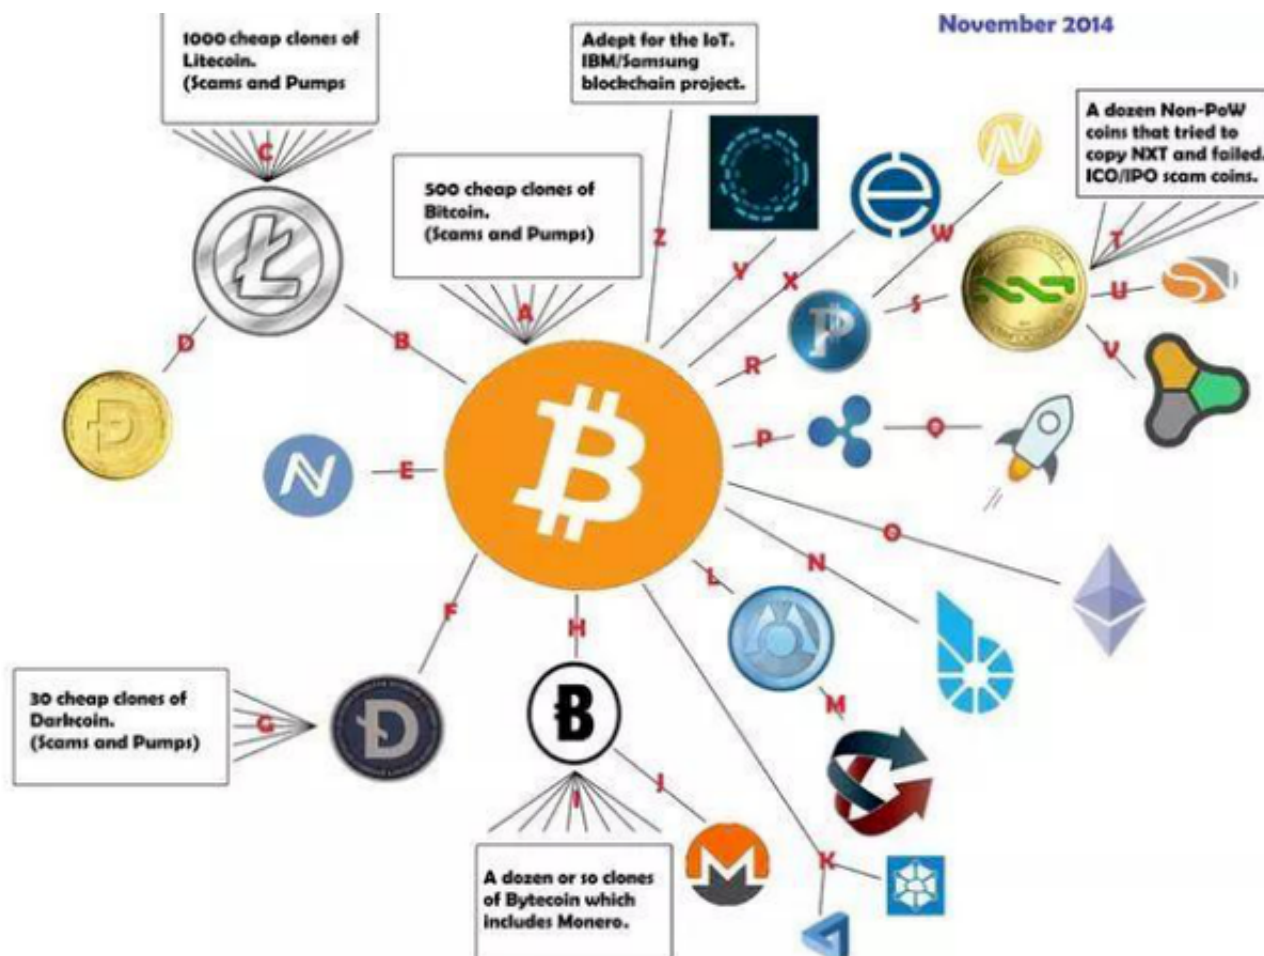 November 2014
1000 cheap clones of
Litecoin.
(Scams and Pumps
Adept for the IoT.
IBM/Samsung
blockchain project.
A dozen Non-PoW
coins that tried to
copy NXT and failed.
ICO/IPO scam coins.
500 cheap clones of
Bitcoin.
(Scams and Pumps)
C
Z
W
T
Y
X
U
A
S
D
B
V
R
P
Q
E
O
N
L
F
H
30 cheap clones of
Darkcoin.
(Scams and Pumps)
G
M
J
I
K
A dozen or so clones
of Bytecoin which
includes Monero.